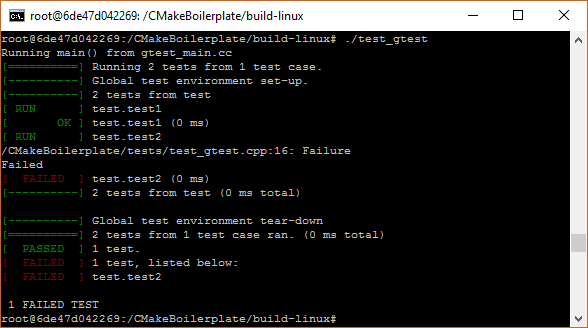 root@6de47d042269: /CMakeBoilerplate/build-linux
root@6de47d042269:/CMakeBoilerplate/build-linux# ./test_gtest
Running main() from gtest_main.cc
[==========] Running 2 tests from 1 test case.
[----------] Global test environment set-up.
[----------] 2 tests from test
[ RUN      ] test.test1
[       OK ] test.test1 (0 ms)
[ RUN      ] test.test2
/CMakeBoilerplate/tests/test_gtest.cpp:16: Failure
Failed
[  FAILED  ] test.test2 (0 ms)
[----------] 2 tests from test (0 ms total)

[----------] Global test environment tear-down
[==========] 2 tests from 1 test case ran. (0 ms total)
[  PASSED  ] 1 test.
[  FAILED  ] 1 test, listed below:
[  FAILED  ] test.test2

 1 FAILED TEST
root@6de47d042269:/CMakeBoilerplate/build-linux#